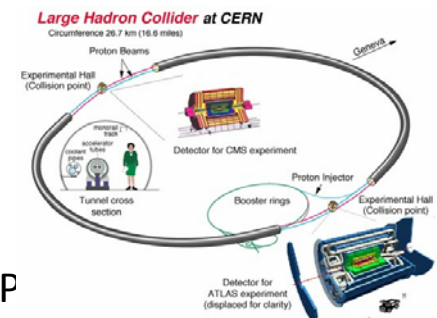 Large Hadron Collider at CERN
Circumference 26.7 km (16.6 miles)
Proton Beams
Geneva
Experimental Hall
(Collision point)
monorail
track
accelerator
tubes
coolant
pipes
Tunnel cross
section
Detector for CMS experiment
Proton Injector
Booster rings
Experimental Hall
(Collision point)
Detector for
ATLAS experiment
(displaced for clarity)
P